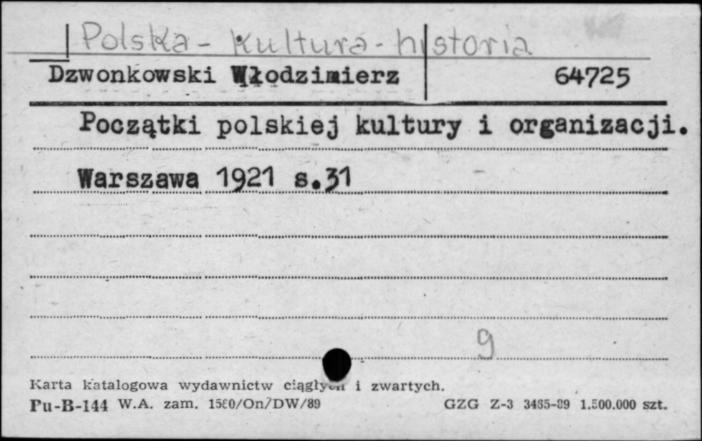 Polska - kultura - historia
Dzwonkowski Włodzimierz 64725
Początki polskiej kultury i organizacji.
Warszawa 1921 s.31
9
Karta katalogowa wydawnictw ciągłych i zwartych.
Pu-B-144 W.A. zam. 1580/On/DW/89 GZG Z-3 3485-89 1.500.000 szt.